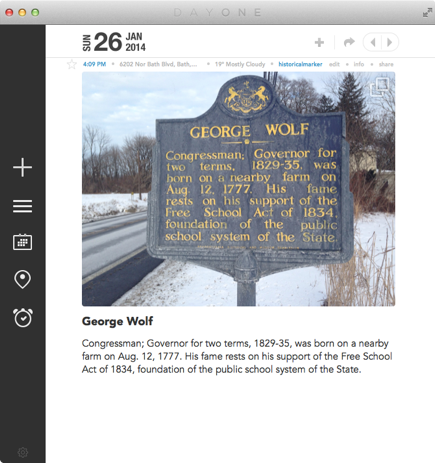 DAYONE
SUN 26 JAN 2014
4:09 PM • 6202 Nor Bath Blvd, Bath,... • 19° Mostly Cloudy • historicalmarker edit • info • share
GEORGE WOLF
Congressman; Governor for
two terms, 1829-35, was
born on a nearby farm on
Aug. 12, 1777. His fame
rests on his support of the
Free School Act of 1834,
foundation of the public
school system of the State.
George Wolf
Congressman; Governor for two terms, 1829-35, was born on a nearby
farm on Aug. 12, 1777. His fame rests on his support of the Free School
Act of 1834, foundation of the public school system of the State.